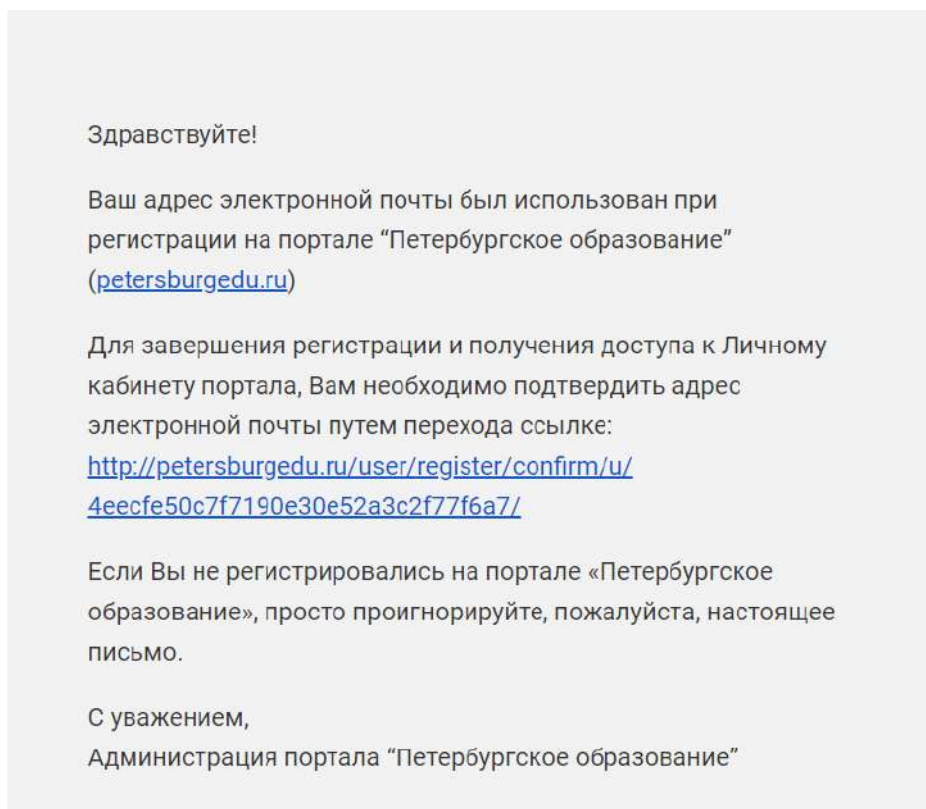 Здравствуйте!
Ваш адрес электронной почты был использован при
регистрации на портале “Петербургское образование”
(petersburgedu.ru)
Для завершения регистрации и получения доступа к Личному
кабинету портала, Вам необходимо подтвердить адрес
электронной почты путем перехода ссылке:
http://petersburgedu.ru/user/register/confirm/u/
4eecfe50c7f7190e30e52a3c2f77f6a7/
Если Вы не регистрировались на портале «Петербургское
образование», просто проигнорируйте, пожалуйста, настоящее
письмо.
С уважением,
Администрация портала “Петербургское образование”